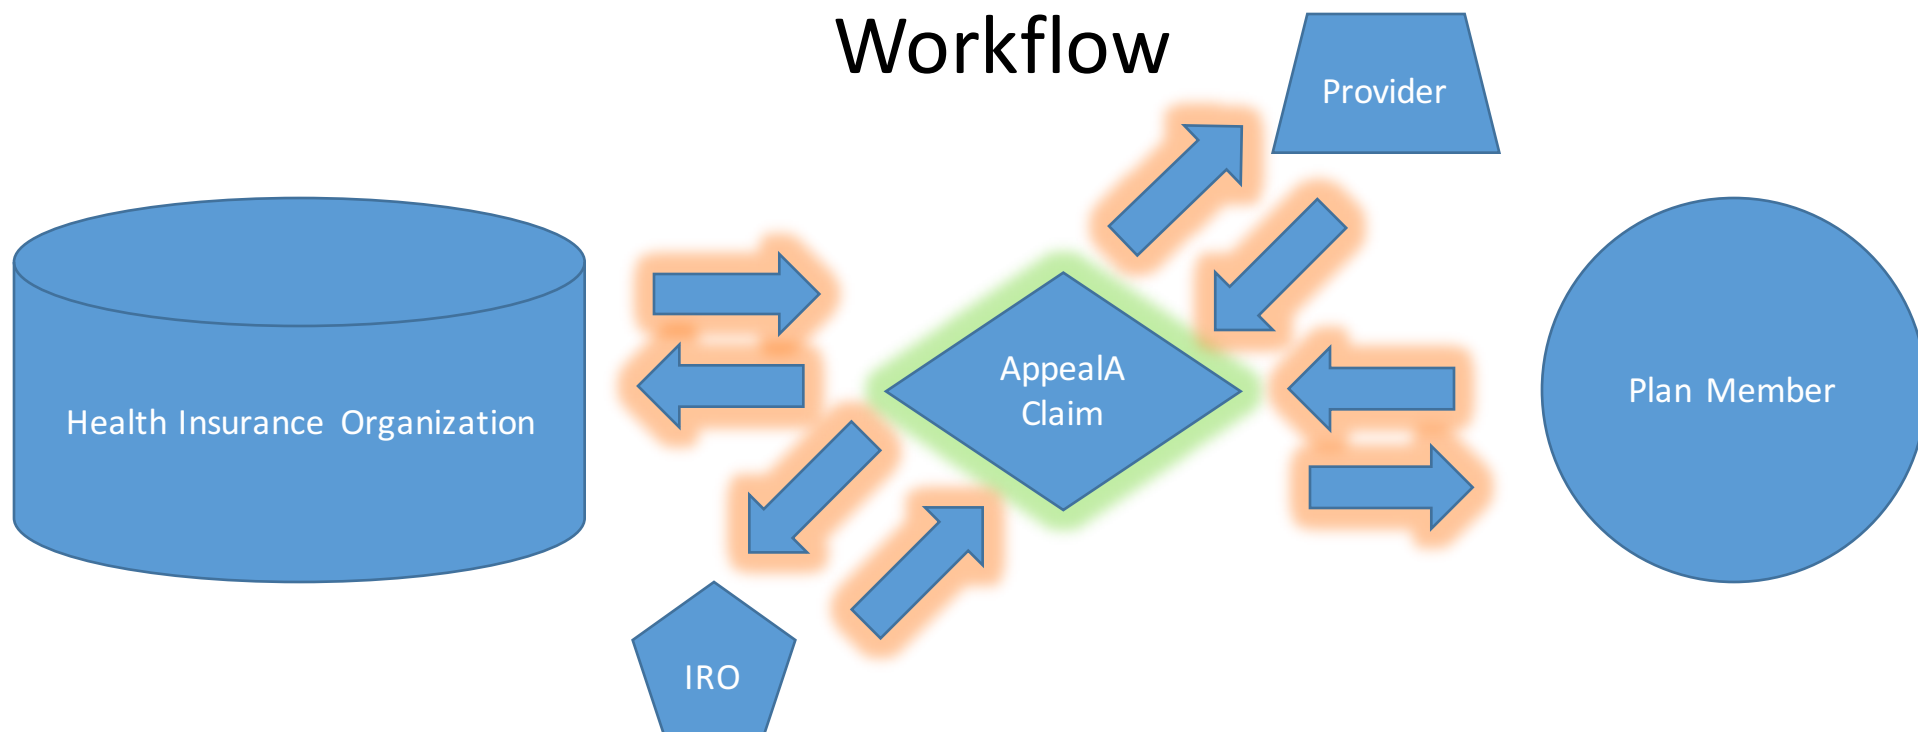 Workflow
Provider
Health Insurance Organization
AppealA
Claim
Plan Member
IRO